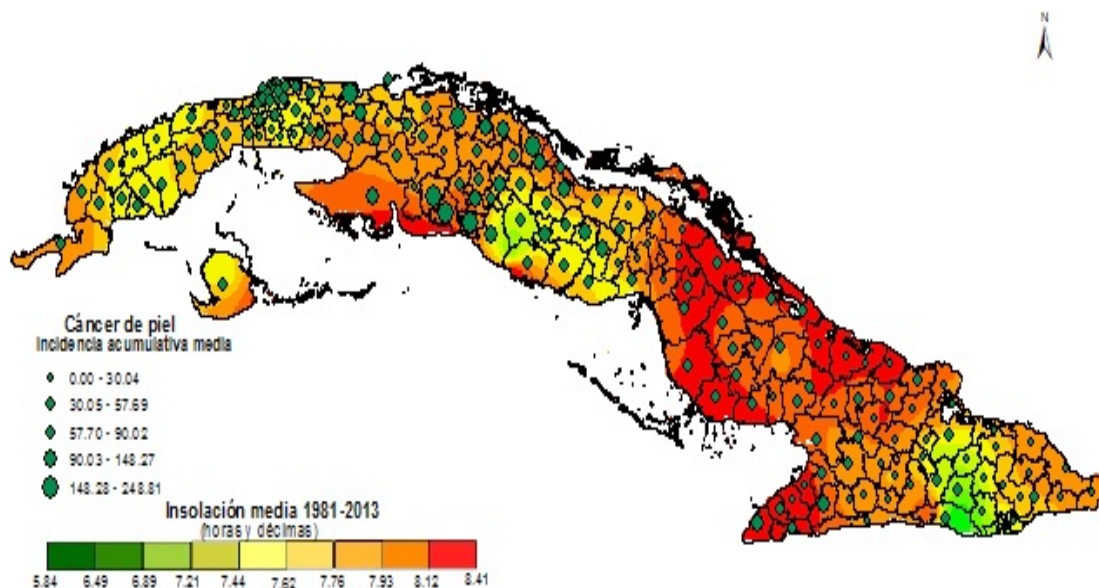 N
Cáncer de piel
Incidencia acumulativa media
0.00 - 30.04
30.05 - 57.69
57.70 - 90.02
90.03 - 148.27
148.28 - 248.81
Insolación media 1981-2013
(horas y décimas)
5.84 6.49 6.89 7.21 7.44 7.62 7.76 7.93 8.12 8.41